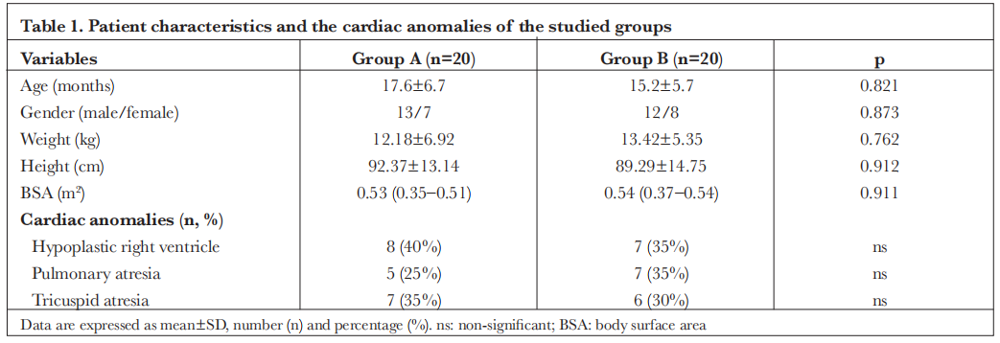 Table 1. Patient characteristics and the cardiac anomalies of the studied groups
Variables Group A (n=20) Group B (n=20) p
Age (months) 17.6±6.7 15.2±5.7 0.821
Gender (male/female) 13/7 12/8 0.873
Weight (kg) 12.18±6.92 13.42±5.35 0.762
Height (cm) 92.37±13.14 89.29±14.75 0.912
BSA (m²) 0.53 (0.35−0.51) 0.54 (0.37−0.54) 0.911
Cardiac anomalies (n, %)
Hypoplastic right ventricle 8 (40%) 7 (35%) ns
Pulmonary atresia 5 (25%) 7 (35%) ns
Tricuspid atresia 7 (35%) 6 (30%) ns
Data are expressed as mean±SD, number (n) and percentage (%). ns: non-significant; BSA: body surface area